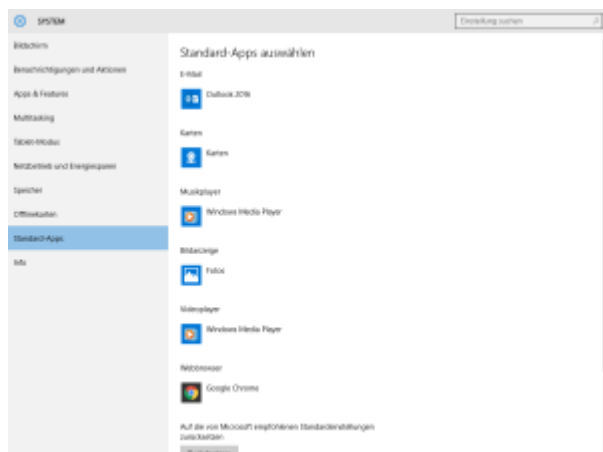 SYSTEM
Einstellung suchen
Bildschirm
Benachrichtigungen und Aktionen
Apps & Features
Multitasking
Tablet-Modus
Netzbetrieb und Energiesparen
Speicher
Offlinekarten
Standard-Apps
Info
Standard-Apps auswählen
E-Mail
Outlook 2016
Karten
Karten
Musikplayer
Windows Media Player
Bildanzeige
Fotos
Videoplayer
Windows Media Player
Webbrowser
Google Chrome
Auf die von Microsoft empfohlenen Standardeinstellungen
zurücksetzen